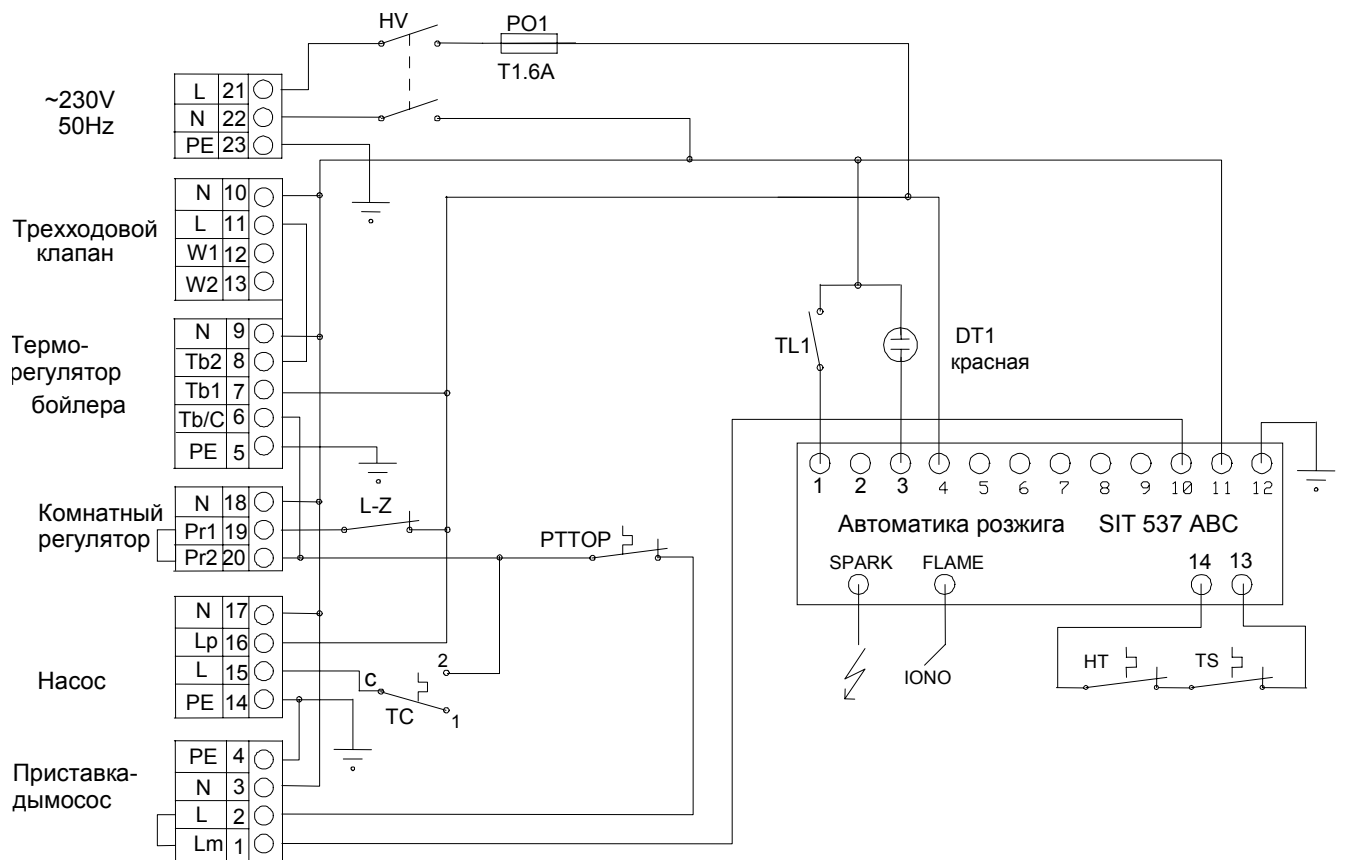 HV
PO1
T1.6A
~230V
50Hz
L 21
N 22
PE 23
Трехходовой
клапан
N 10
L 11
W1 12
W2 13
Термо-
регулятор
бойлера
N 9
Tb2 8
Tb1 7
Tb/C 6
PE 5
TL1
DT1
красная
Комнатный
регулятор
N 18
Pr1 19
Pr2 20
L-Z
PTTOP
1 2 3 4 5 6 7 8 9 10 11 12
Автоматика розжига SIT 537 ABC
SPARK FLAME 14 13
IONO
HT TS
Насос
N 17
Lp 16
L 15
PE 14
2
C
TC
1
Приставка-
дымосос
PE 4
N 3
L 2
Lm 1